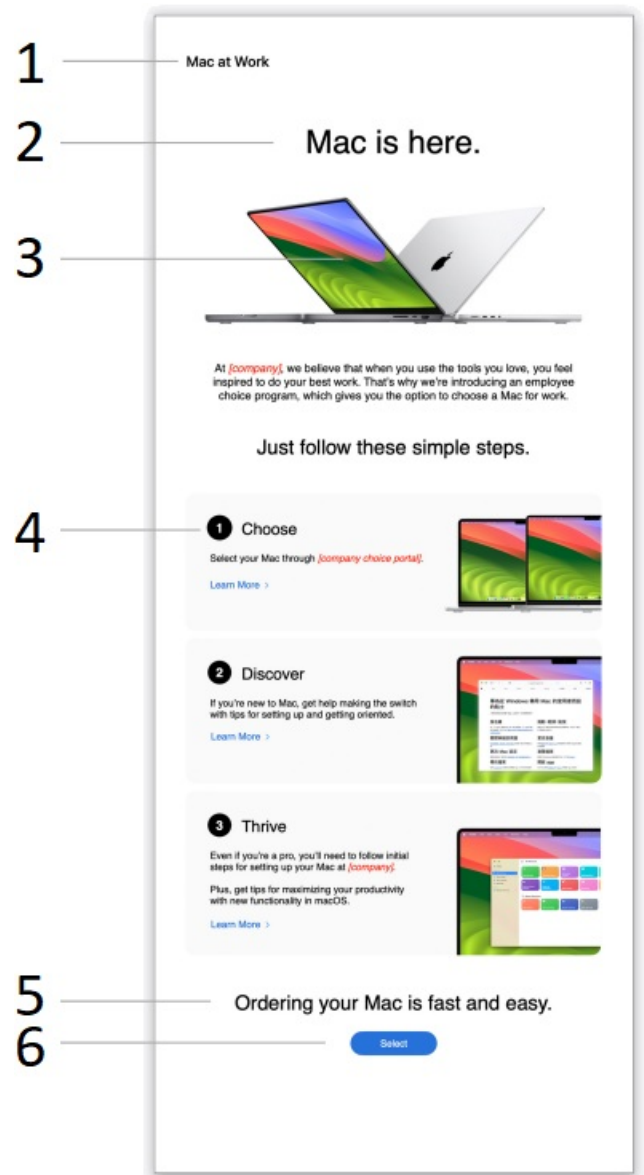 1
Mac at Work
2
Mac is here.
3
At [company], we believe that when you use the tools you love, you feel
inspired to do your best work. That's why we're introducing an employee
choice program, which gives you the option to choose a Mac for work.
Just follow these simple steps.
4
1 Choose
Select your Mac through [company choice portal].
Learn More >
2 Discover
If you're new to Mac, get help making the switch
with tips for setting up and getting oriented.
Learn More >
3 Thrive
Even if you're a pro, you'll need to follow initial
steps for setting up your Mac at [company].
Plus, get tips for maximizing your productivity
with new functionality in macOS.
Learn More >
5
Ordering your Mac is fast and easy.
6
Select